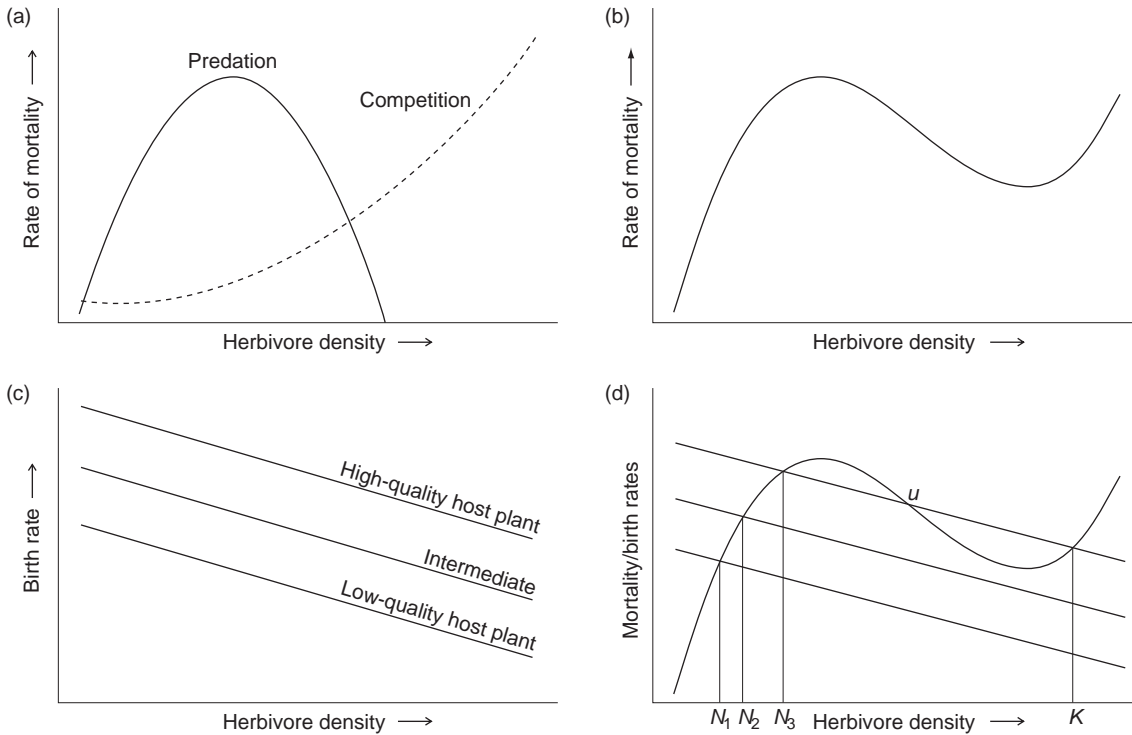 (a)
Rate of mortality →
Predation
Competition
Herbivore density →
(b)
Rate of mortality →
Herbivore density →
(c)
Birth rate →
High-quality host plant
Intermediate
Low-quality host plant
Herbivore density →
(d)
Mortality/birth rates
u
N1 N2 N3 Herbivore density → K